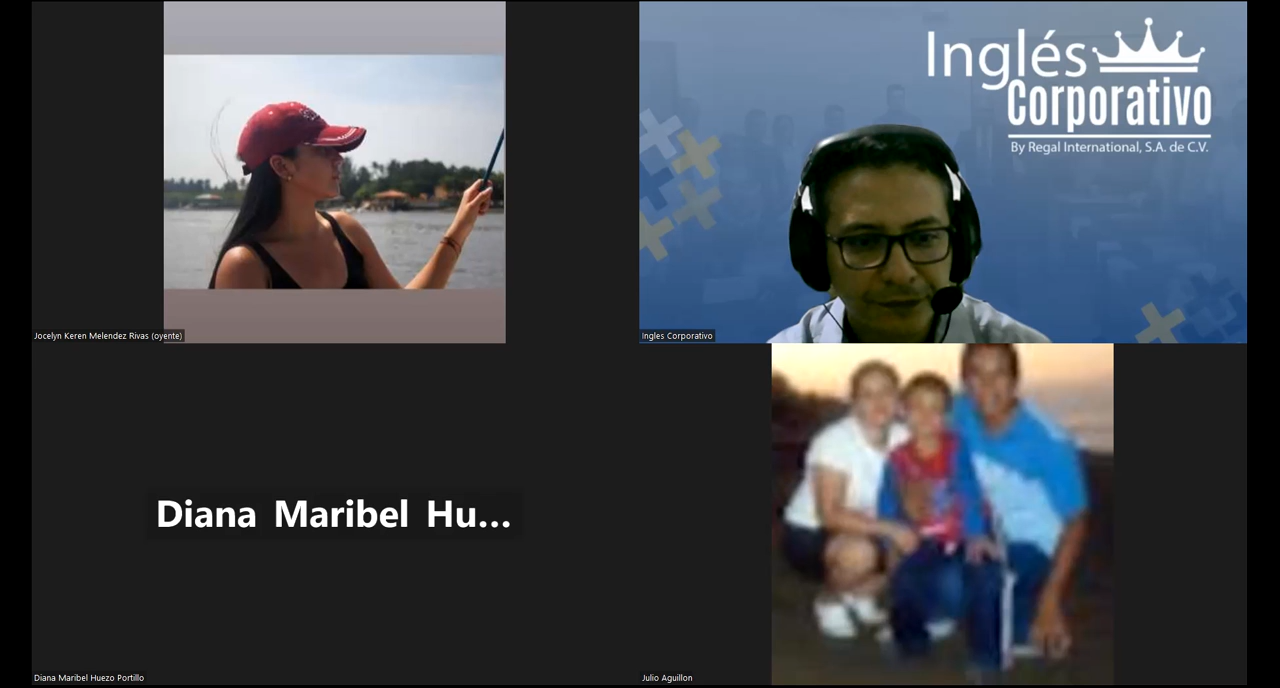 Inglés
Corporativo
By Regal International, S.A. de C.V.
Jocelyn Keren Melendez Rivas (oyente)
Ingles Corporativo
Diana Maribel Hu...
Diana Maribel Huezo Portillo
Julio Aguillon